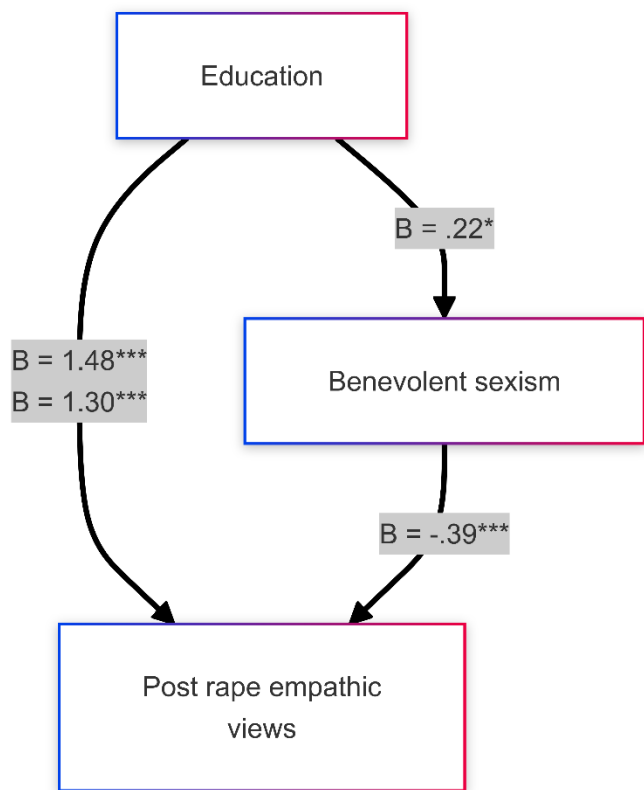 Education
B = .22*
B = 1.48***
B = 1.30***
Benevolent sexism
B = -.39***
Post rape empathic
views